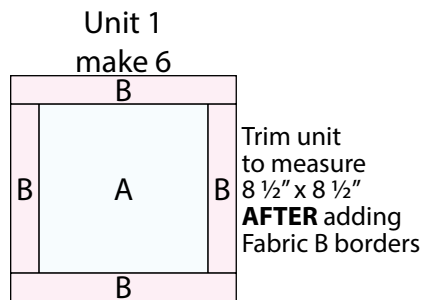 Unit 1
make 6
B
B
A
B
B
Trim unit
to measure
8 ½” x 8 ½”
AFTER adding
Fabric B borders